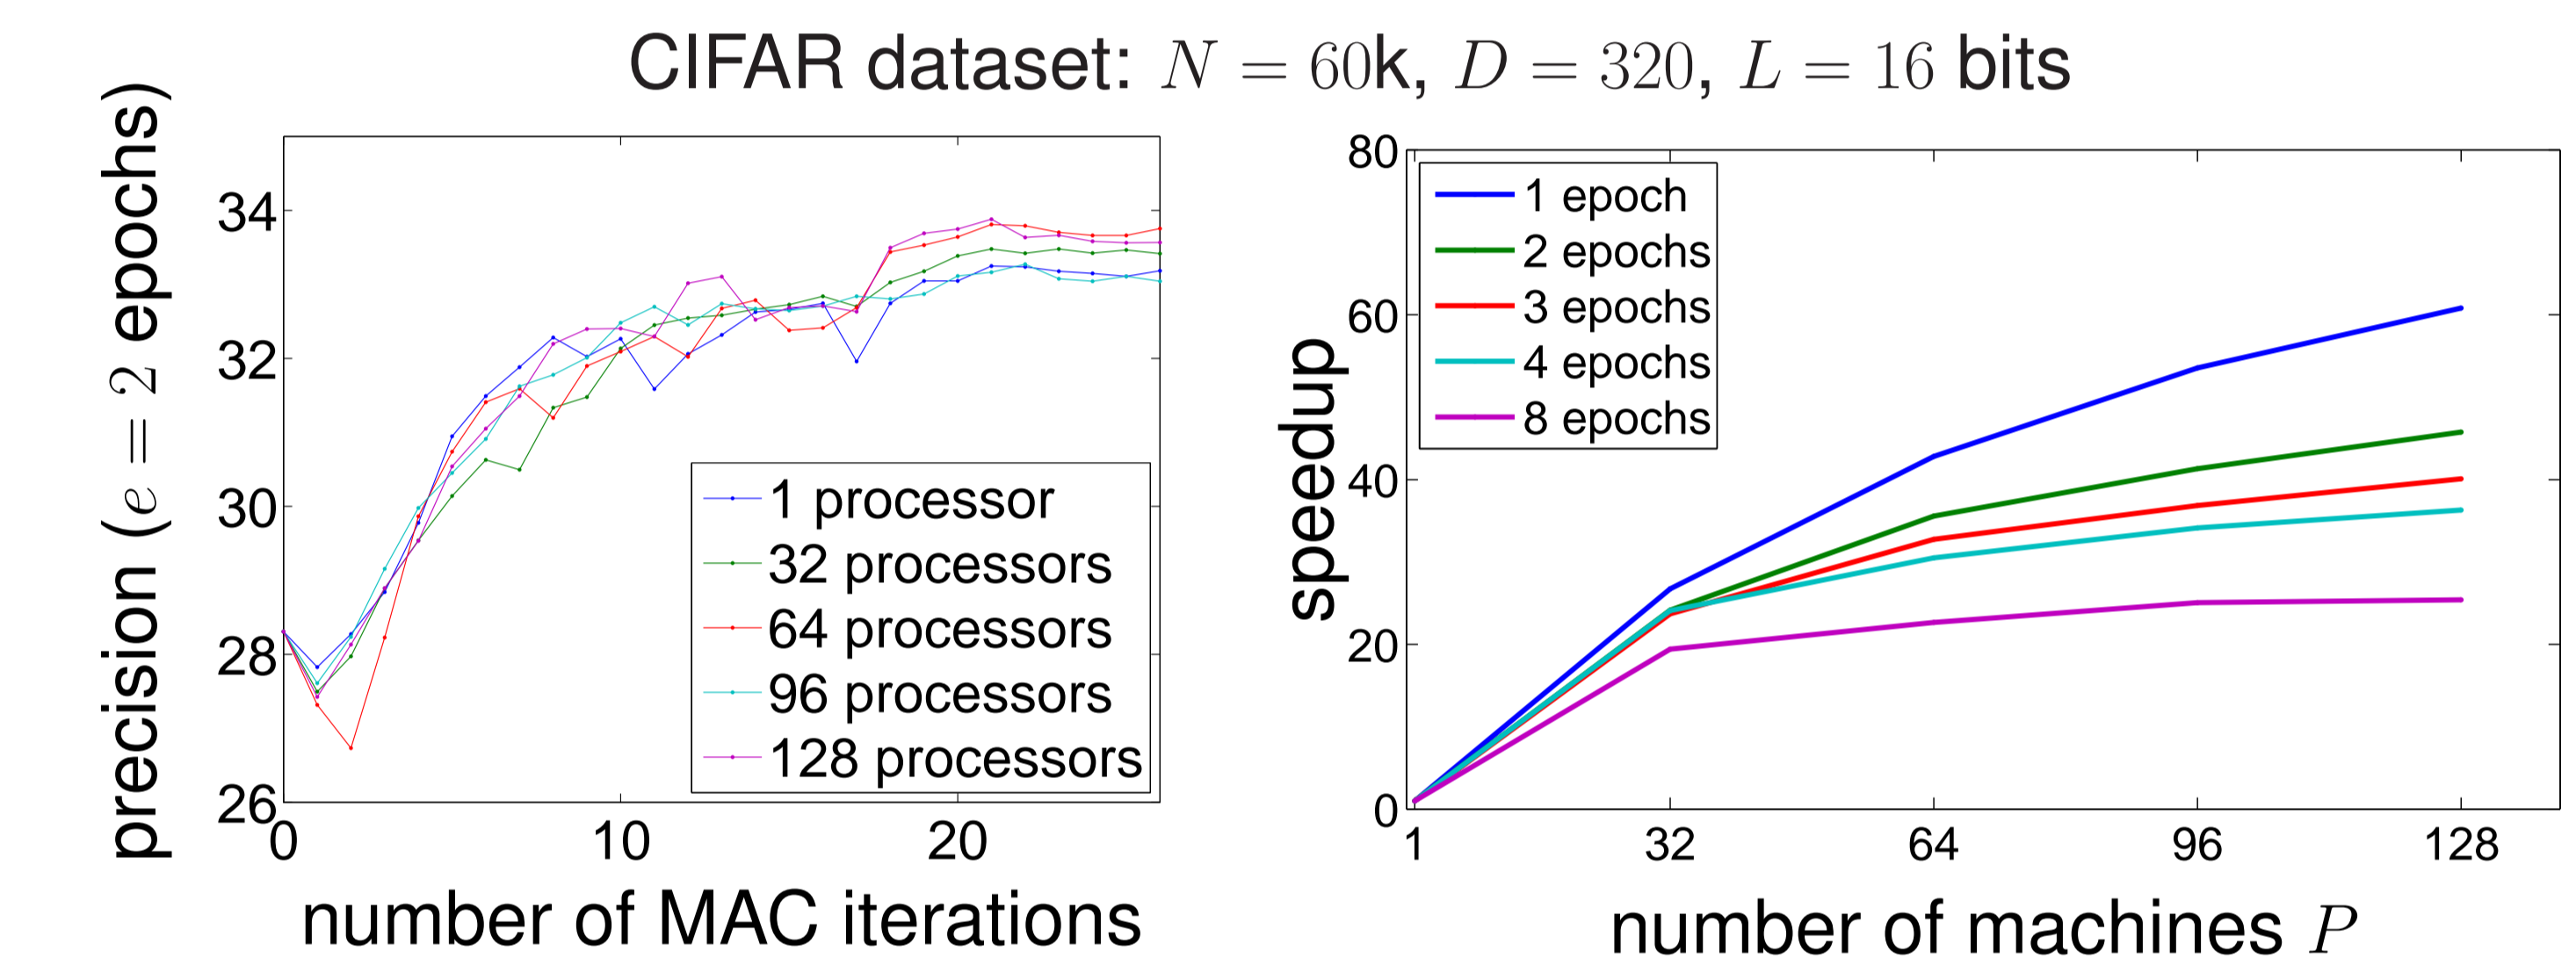 CIFAR dataset: N = 60k, D = 320, L = 16 bits
precision (e = 2 epochs)
34
32
30
28
26
0
10
20
number of MAC iterations
1 processor
32 processors
64 processors
96 processors
128 processors
speedup
80
60
40
20
0
1
32
64
96
128
number of machines P
1 epoch
2 epochs
3 epochs
4 epochs
8 epochs